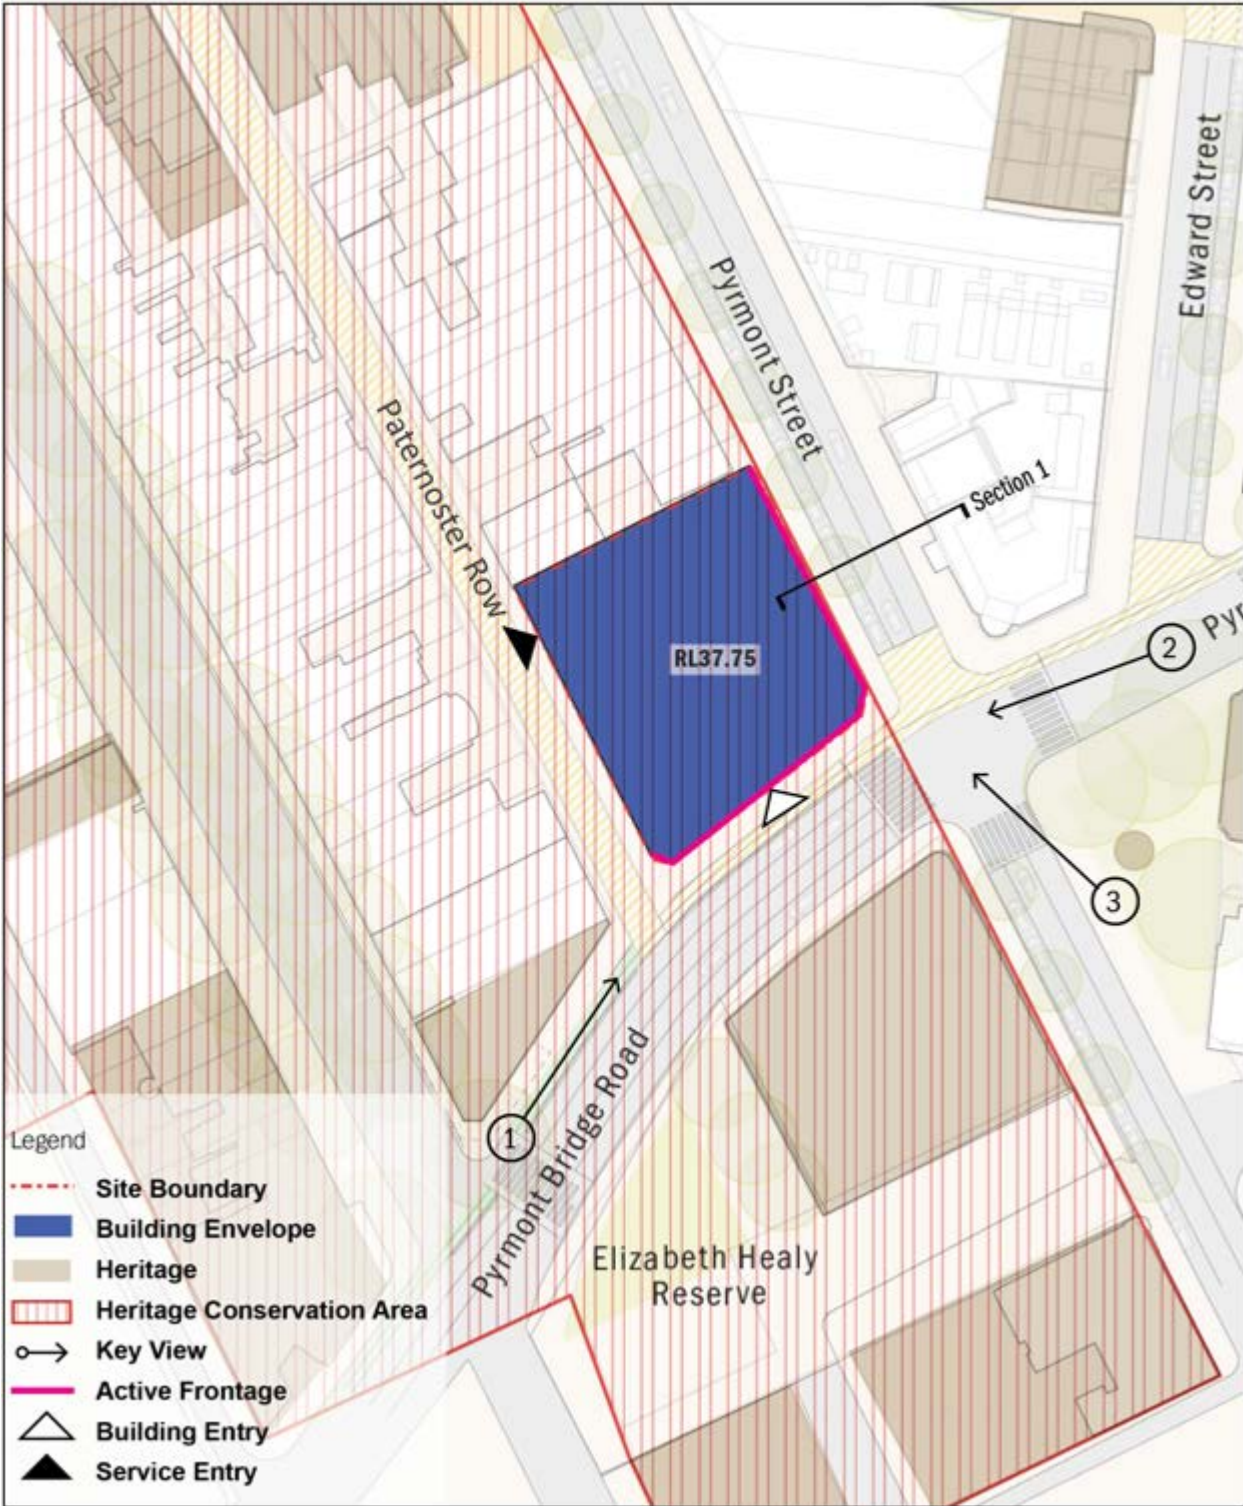 Edward Street
Pyrmont Street
Paternoster Row
Section 1
RL37.75
2
Pyr
3
1
Pyrmont Bridge Road
Elizabeth Healy
Reserve
Legend
Site Boundary
Building Envelope
Heritage
Heritage Conservation Area
Key View
Active Frontage
Building Entry
Service Entry